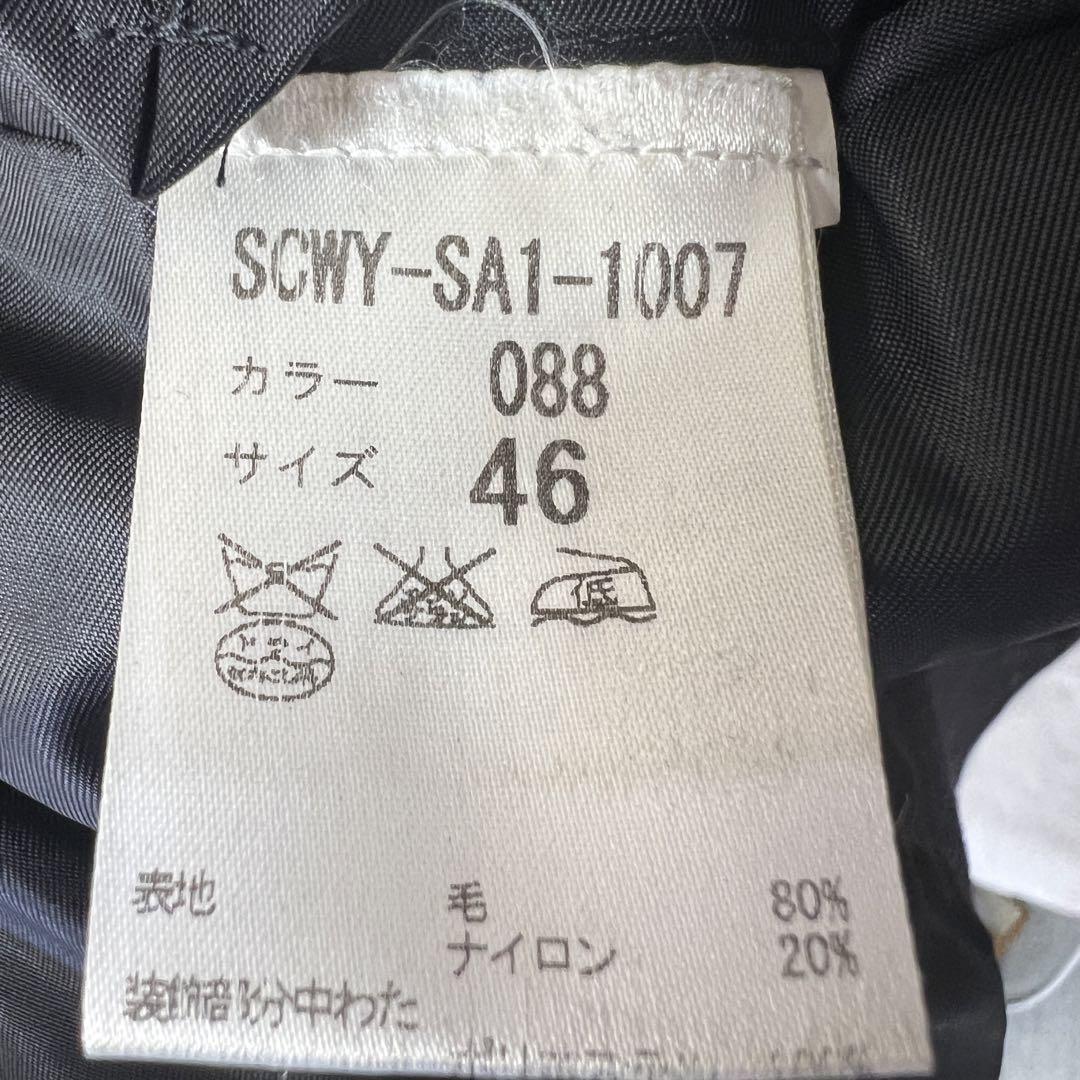 SCWY-SA1-1007
カラー 088
サイズ 46
表地 毛 80%
ナイロン 20%
装飾部分中わた